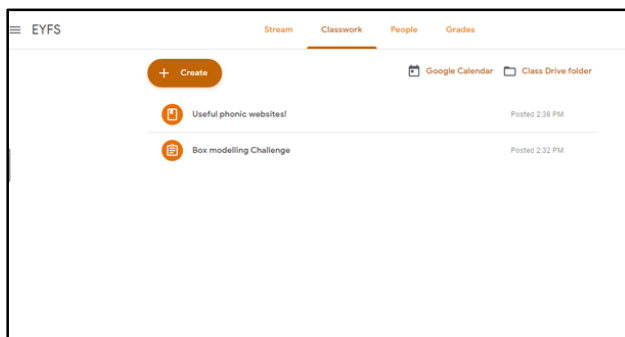 EYFS Stream Classwork People Grades
+ Create Google Calendar Class Drive folder
Useful phonic websites! Posted 2:38 PM
Box modelling Challenge Posted 2:32 PM